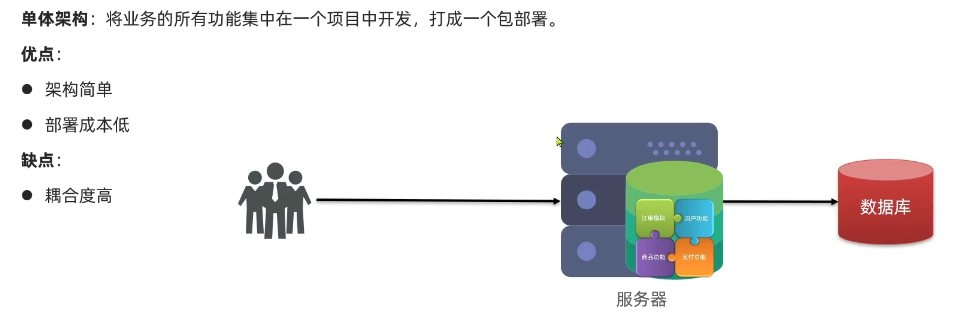 单体架构：将业务的所有功能集中在一个项目中开发，打成一个包部署。
优点：
● 架构简单
● 部署成本低
缺点：
● 耦合度高
订单模块 用户功能
商品功能 支付功能
数据库
服务器